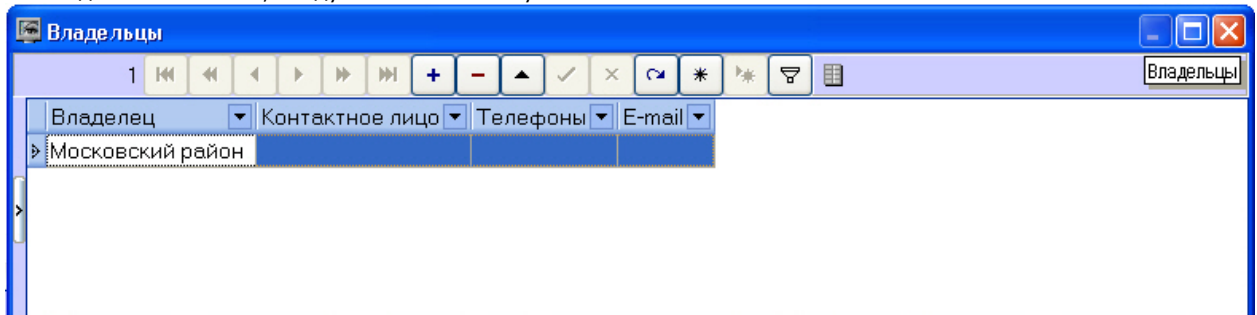 Владельцы
1
Владельцы
Владелец Контактное лицо Телефоны E-mail
Московский район